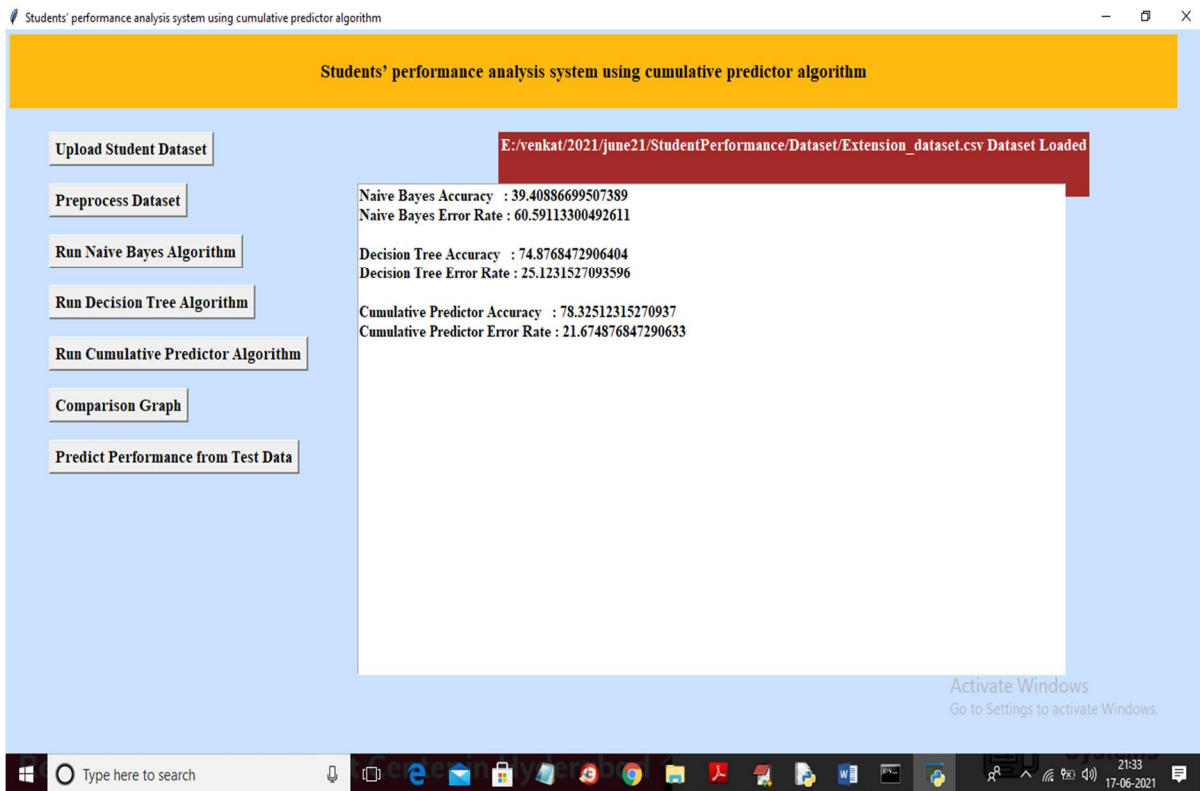 Students' performance analysis system using cumulative predictor algorithm
Students’ performance analysis system using cumulative predictor algorithm
Upload Student Dataset
E:/venkat/2021/june21/StudentPerformance/Dataset/Extension_dataset.csv Dataset Loaded
Preprocess Dataset
Run Naive Bayes Algorithm
Run Decision Tree Algorithm
Run Cumulative Predictor Algorithm
Comparison Graph
Predict Performance from Test Data
Naive Bayes Accuracy : 39.40886699507389
Naive Bayes Error Rate : 60.59113300492611
Decision Tree Accuracy : 74.8768472906404
Decision Tree Error Rate : 25.1231527093596
Cumulative Predictor Accuracy : 78.32512315270937
Cumulative Predictor Error Rate : 21.674876847290633
Activate Windows
Go to Settings to activate Windows.
Type here to search
21:33
17-06-2021